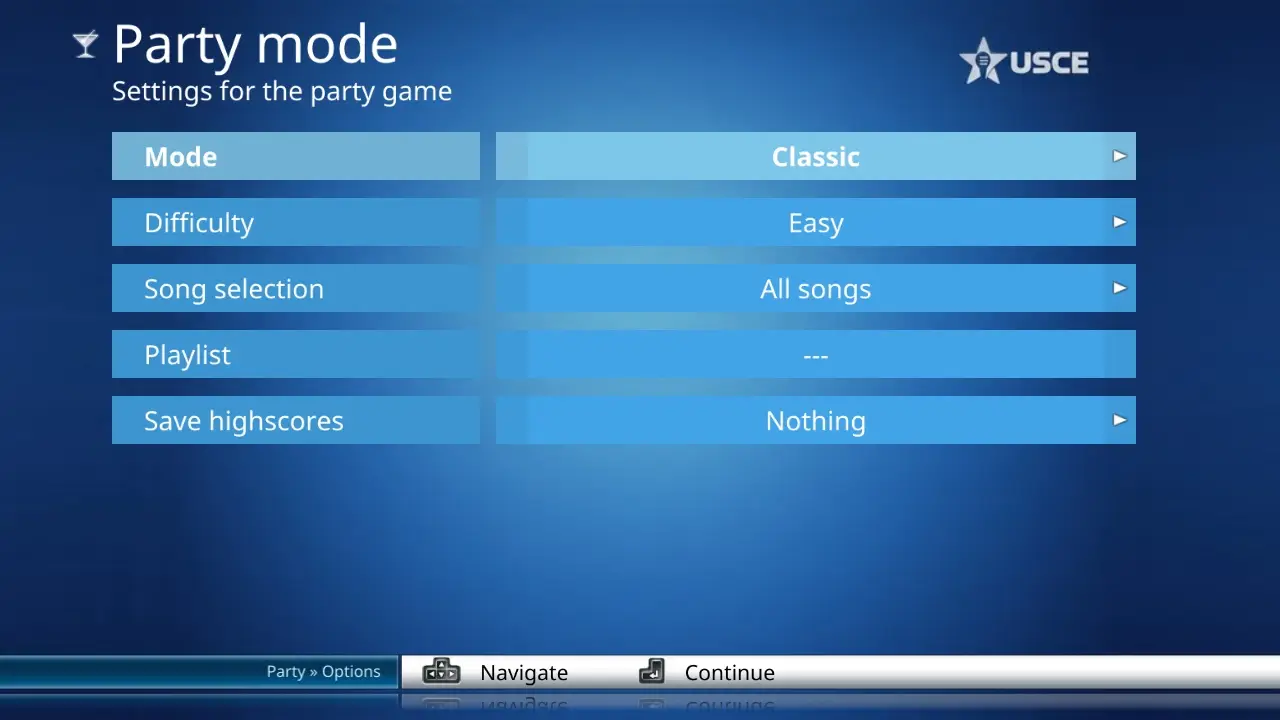 Party mode
USCE
Settings for the party game
Mode Classic
Difficulty Easy
Song selection All songs
Playlist ---
Save highscores Nothing
Party » Options Navigate Continue